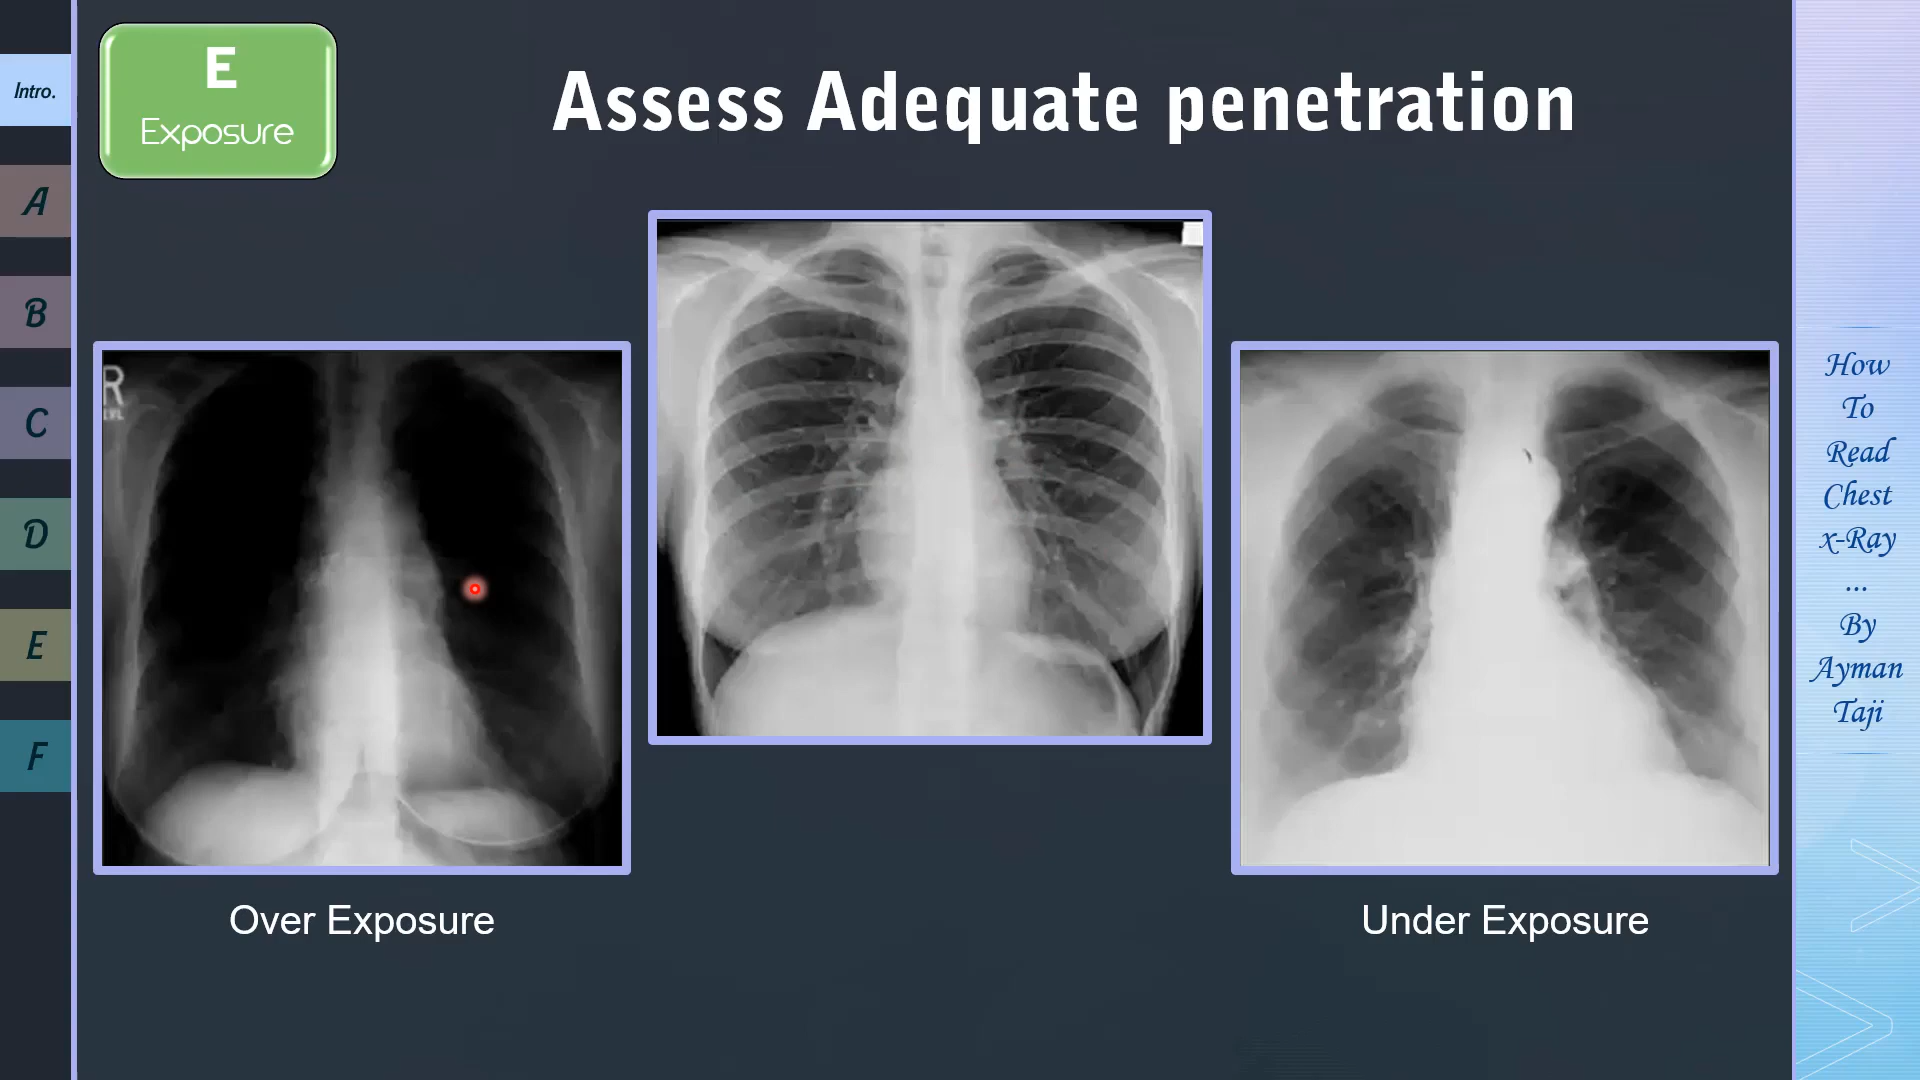 Intro.
A
B
C
D
E
F
E
Exposure
Assess Adequate penetration
R
Over Exposure
Under Exposure
How
To
Read
Chest
x-Ray
...
By
Ayman
Taji